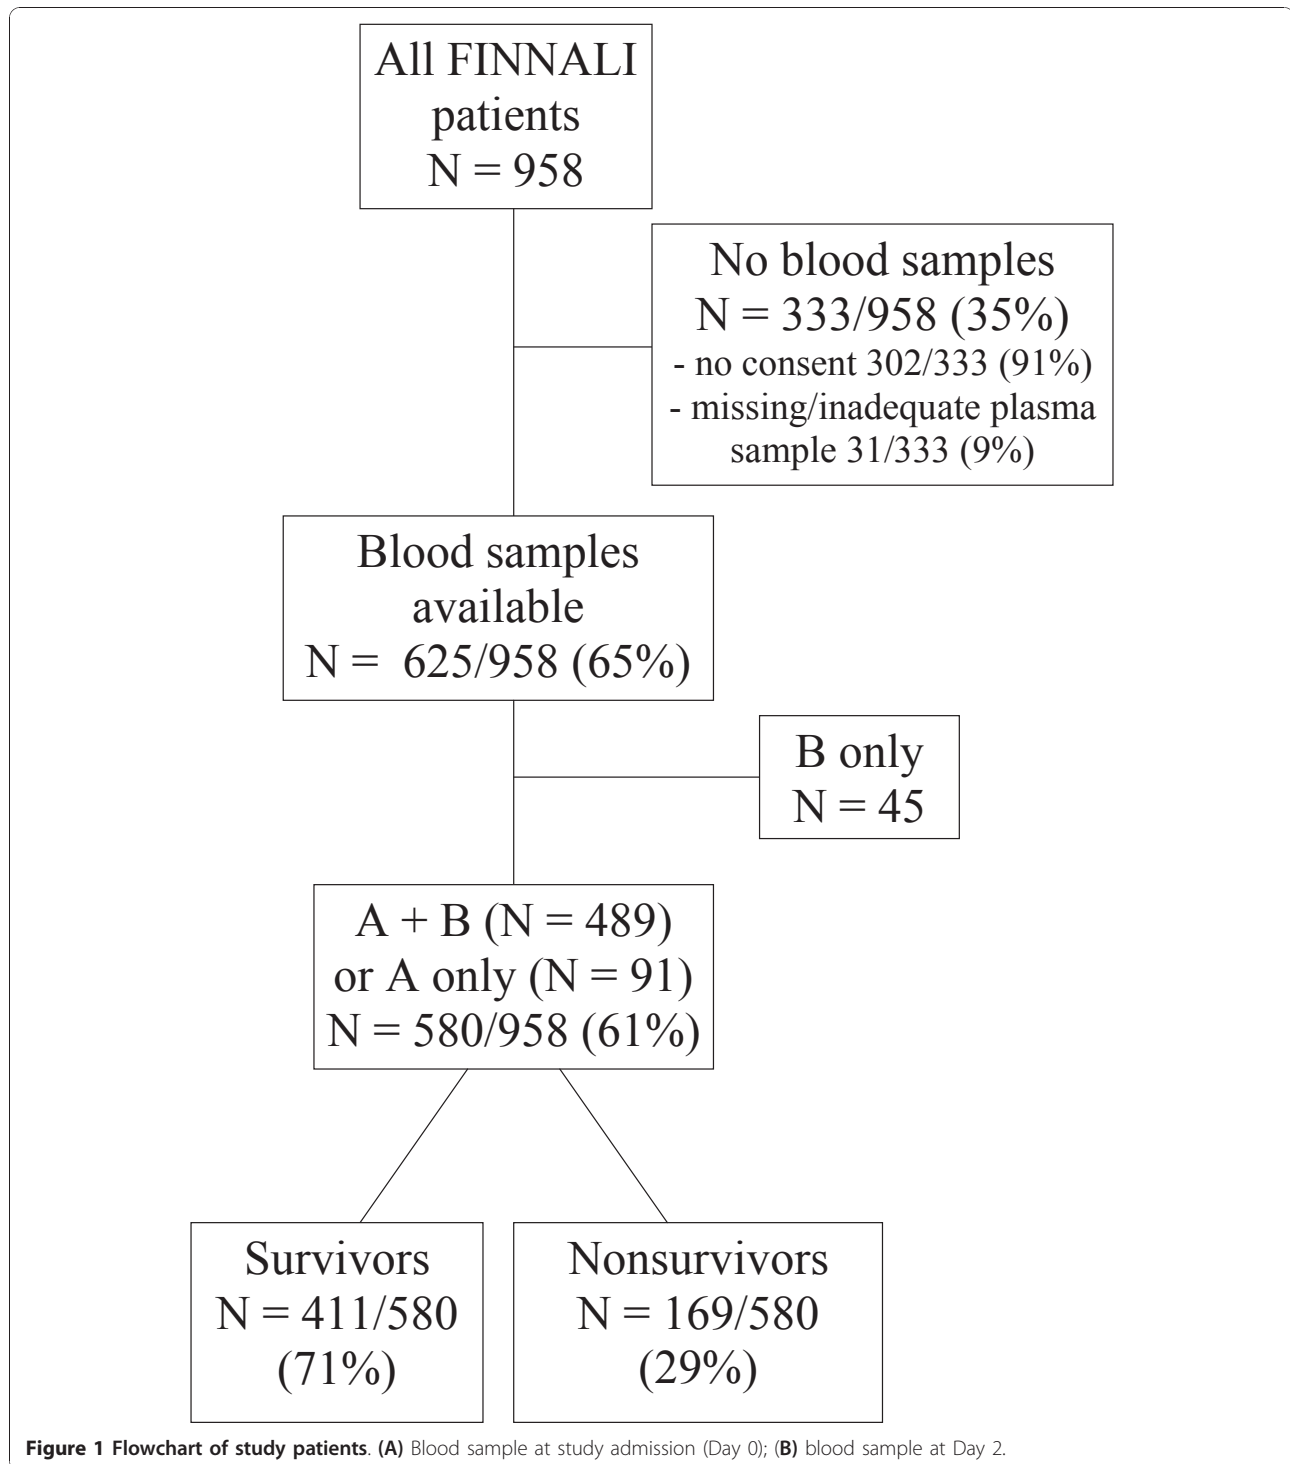 All FINNALI
patients
N = 958
No blood samples
N = 333/958 (35%)
- no consent 302/333 (91%)
- missing/inadequate plasma
sample 31/333 (9%)
Blood samples
available
N = 625/958 (65%)
B only
N = 45
A + B (N = 489)
or A only (N = 91)
N = 580/958 (61%)
Survivors
N = 411/580
(71%)
Nonsurvivors
N = 169/580
(29%)
Figure 1 Flowchart of study patients. (A) Blood sample at study admission (Day 0); (B) blood sample at Day 2.